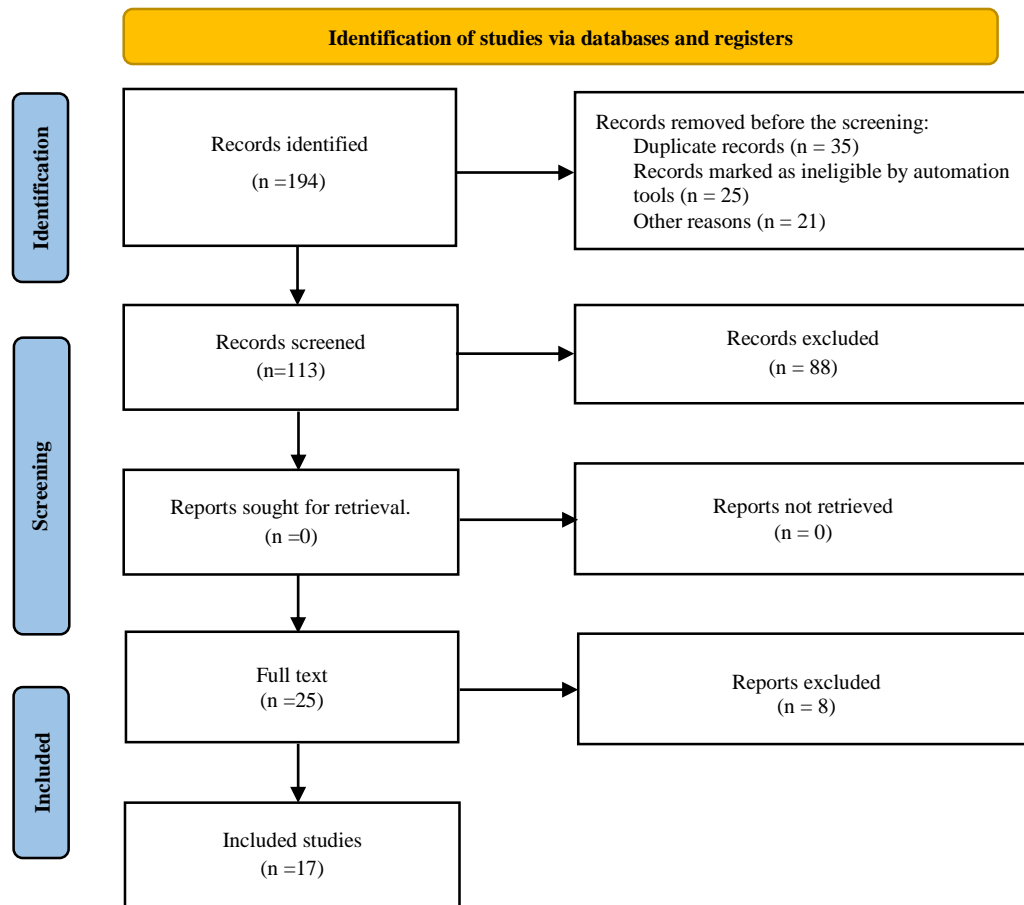 Identification of studies via databases and registers
Identification
Records identified
(n =194)
Records removed before the screening:
Duplicate records (n = 35)
Records marked as ineligible by automation
tools (n = 25)
Other reasons (n = 21)
Screening
Records screened
(n=113)
Records excluded
(n = 88)
Reports sought for retrieval.
(n =0)
Reports not retrieved
(n = 0)
Full text
(n =25)
Reports excluded
(n = 8)
Included
Included studies
(n =17)